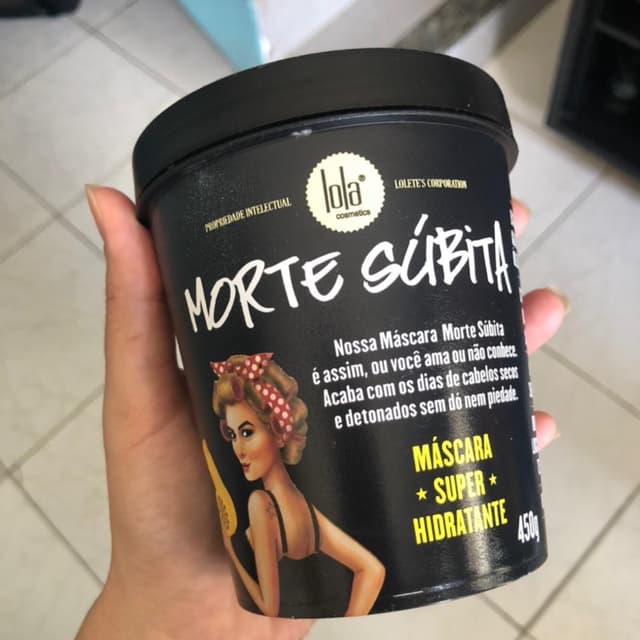 PROPRIEDADE INTELECTUAL
lola®
cosmetics
LOLETE'S CORPORATION
MORTE SÚBITA
Nossa Máscara Morte Súbita
é assim, ou você ama ou não conhece.
Acaba com os dias de cabelos secos
e detonados sem dó nem piedade.
MÁSCARA
★ SUPER ★
HIDRATANTE
450g